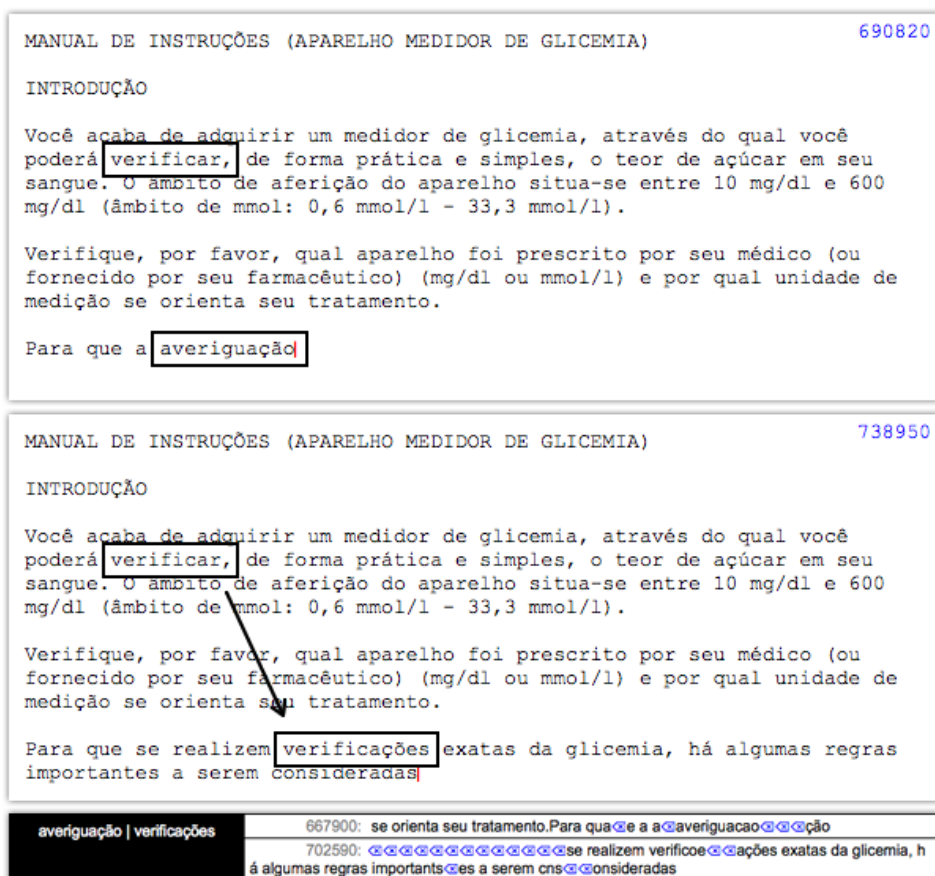 MANUAL DE INSTRUÇÕES (APARELHO MEDIDOR DE GLICEMIA)
690820
INTRODUÇÃO
Você acaba de adquirir um medidor de glicemia, através do qual você
poderá verificar, de forma prática e simples, o teor de açúcar em seu
sangue. O âmbito de aferição do aparelho situa-se entre 10 mg/dl e 600
mg/dl (âmbito de mmol: 0,6 mmol/l - 33,3 mmol/l).
Verifique, por favor, qual aparelho foi prescrito por seu médico (ou
fornecido por seu farmacêutico) (mg/dl ou mmol/l) e por qual unidade de
medição se orienta seu tratamento.
Para que a averiguação
MANUAL DE INSTRUÇÕES (APARELHO MEDIDOR DE GLICEMIA)
738950
INTRODUÇÃO
Você acaba de adquirir um medidor de glicemia, através do qual você
poderá verificar, de forma prática e simples, o teor de açúcar em seu
sangue. O âmbito de aferição do aparelho situa-se entre 10 mg/dl e 600
mg/dl (âmbito de mmol: 0,6 mmol/l - 33,3 mmol/l).
Verifique, por favor, qual aparelho foi prescrito por seu médico (ou
fornecido por seu farmacêutico) (mg/dl ou mmol/l) e por qual unidade de
medição se orienta seu tratamento.
Para que se realizem verificações exatas da glicemia, há algumas regras
importantes a serem consideradas
averiguação | verificações
667900: se orienta seu tratamento.Para qua⌫e a a⌫averiguacao⌫⌫⌫ção
702590: ⌫⌫⌫⌫⌫⌫⌫⌫⌫⌫⌫⌫⌫se realizem verificoe⌫⌫ações exatas da glicemia, h
á algumas regras importants⌫es a serem cns⌫⌫onsideradas